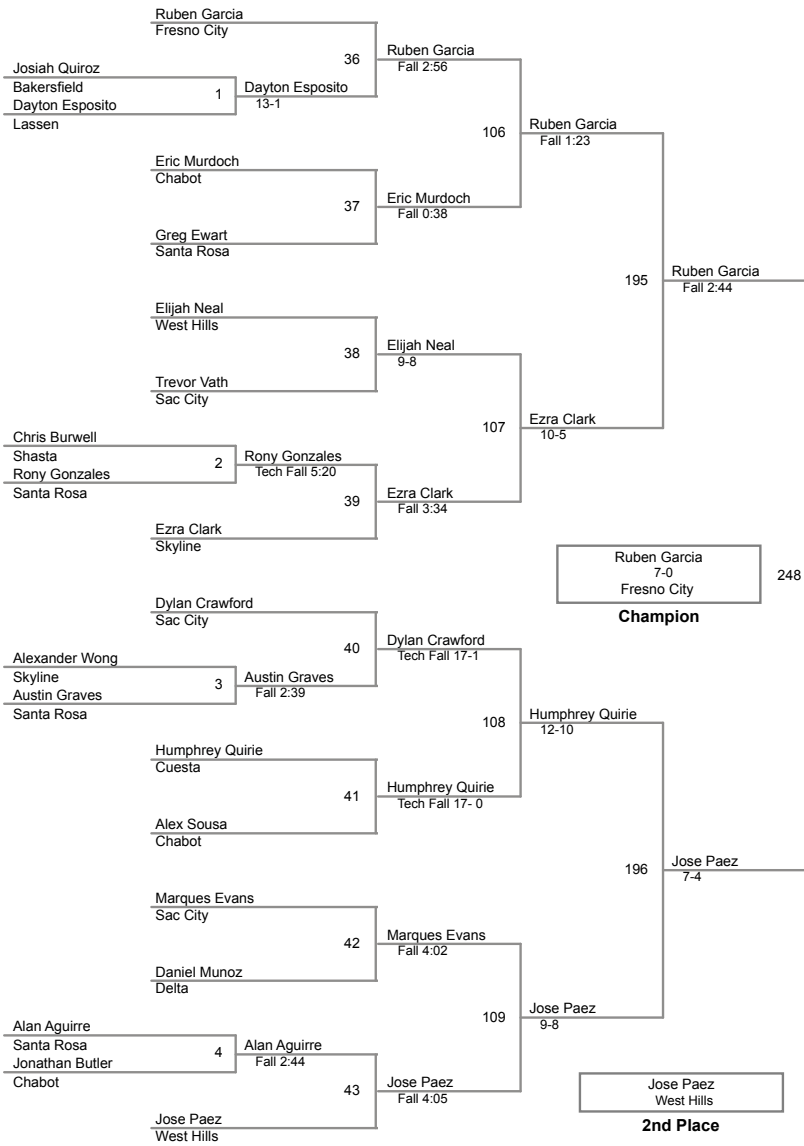 Ruben Garcia
Fresno City
36
Ruben Garcia
Fall 2:56
Josiah Quiroz
Bakersfield
1
Dayton Esposito
13-1
Dayton Esposito
Lassen
106
Ruben Garcia
Fall 1:23
Eric Murdoch
Chabot
37
Eric Murdoch
Fall 0:38
Greg Ewart
Santa Rosa
195
Ruben Garcia
Fall 2:44
Elijah Neal
West Hills
38
Elijah Neal
9-8
Trevor Vath
Sac City
107
Ezra Clark
10-5
Chris Burwell
Shasta
2
Rony Gonzales
Tech Fall 5:20
Rony Gonzales
Santa Rosa
39
Ezra Clark
Fall 3:34
Ezra Clark
Skyline
Ruben Garcia
7-0
Fresno City
248
Champion
Dylan Crawford
Sac City
40
Dylan Crawford
Tech Fall 17-1
Alexander Wong
Skyline
3
Austin Graves
Fall 2:39
Austin Graves
Santa Rosa
108
Humphrey Quirie
12-10
Humphrey Quirie
Cuesta
41
Humphrey Quirie
Tech Fall 17- 0
Alex Sousa
Chabot
196
Jose Paez
7-4
Marques Evans
Sac City
42
Marques Evans
Fall 4:02
Daniel Munoz
Delta
109
Jose Paez
9-8
Alan Aguirre
Santa Rosa
4
Alan Aguirre
Fall 2:44
Jonathan Butler
Chabot
43
Jose Paez
Fall 4:05
Jose Paez
West Hills
Jose Paez
West Hills
2nd Place